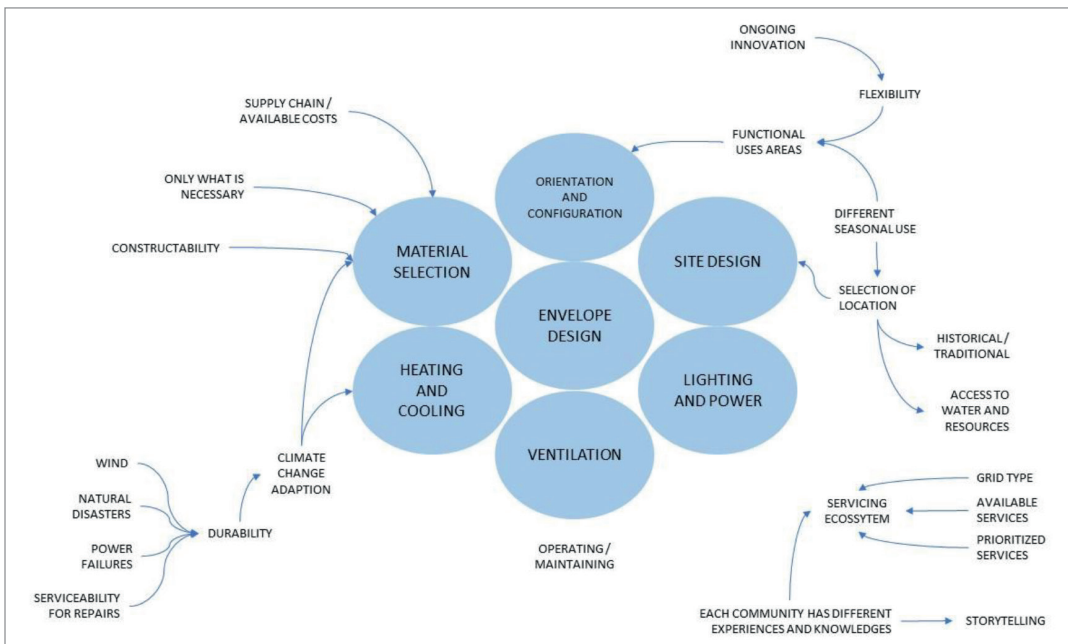 ONGOING
INNOVATION
FLEXIBILITY
SUPPLY CHAIN /
AVAILABLE COSTS
FUNCTIONAL
USES AREAS
ONLY WHAT IS
NECESSARY
ORIENTATION
AND
CONFIGURATION
CONSTRUCTABILITY
MATERIAL
SELECTION
SITE DESIGN
DIFFERENT
SEASONAL USE
SELECTION OF
LOCATION
ENVELOPE
DESIGN
HISTORICAL /
TRADITIONAL
HEATING
AND
COOLING
LIGHTING
AND POWER
ACCESS TO
WATER AND
RESOURCES
VENTILATION
CLIMATE
CHANGE
ADAPTION
WIND
NATURAL
DISASTERS
DURABILITY
POWER
FAILURES
SERVICEABILITY
FOR REPAIRS
OPERATING /
MAINTAINING
GRID TYPE
SERVICING
ECOSSYTEM
AVAILABLE
SERVICES
PRIORITIZED
SERVICES
EACH COMMUNITY HAS DIFFERENT
EXPERIENCES AND KNOWLEDGES
STORYTELLING